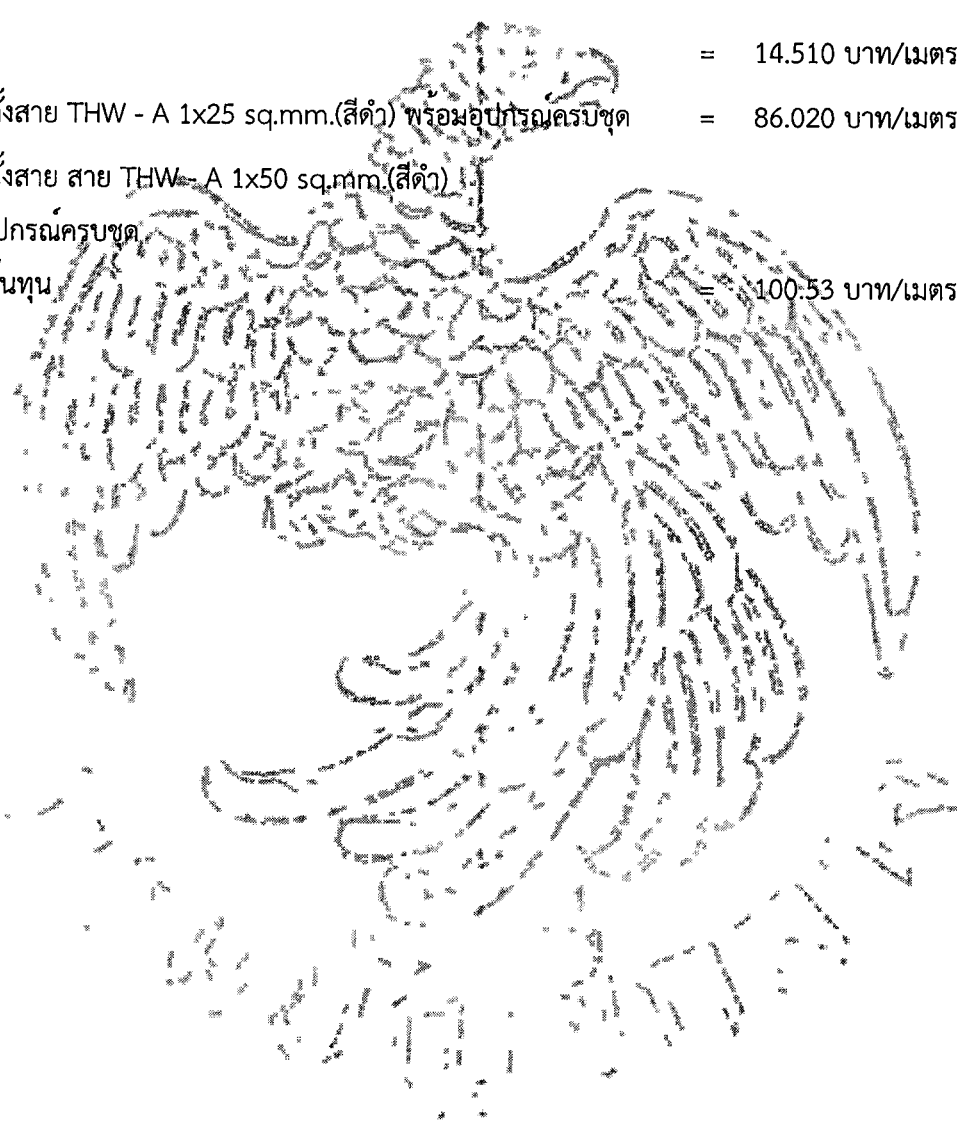 = 14.510 บาท/เมตร
ั้งสาย THW - A 1x25 sq.mm.(สีดำ) พร้อมอุปกรณ์ครบชุด = 86.020 บาท/เมตร
ั้งสาย สาย THW - A 1x50 sq.mm.(สีดำ)
ปกรณ์ครบชุด
้นทุน = 100.53 บาท/เมตร